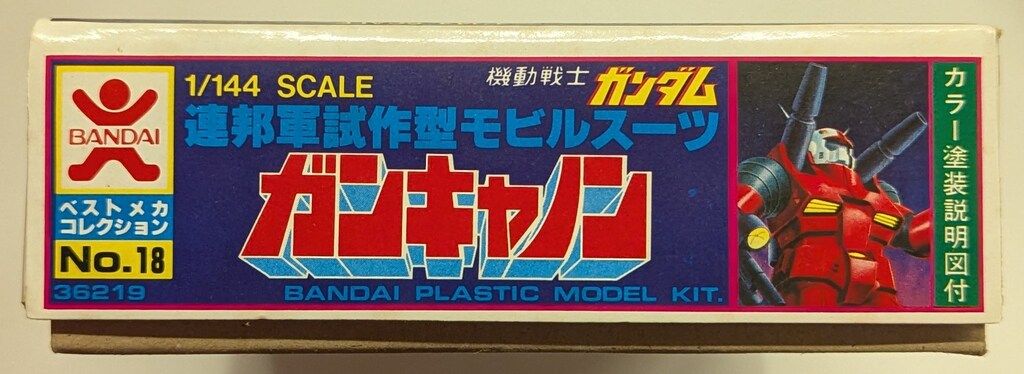 BANDAI
ベストメカ
コレクション
No.18
36219
1/144 SCALE
機動戦士 ガンダム
連邦軍試作型モビルスーツ
ガンキャノン
BANDAI PLASTIC MODEL KIT.
カラー塗装説明図付